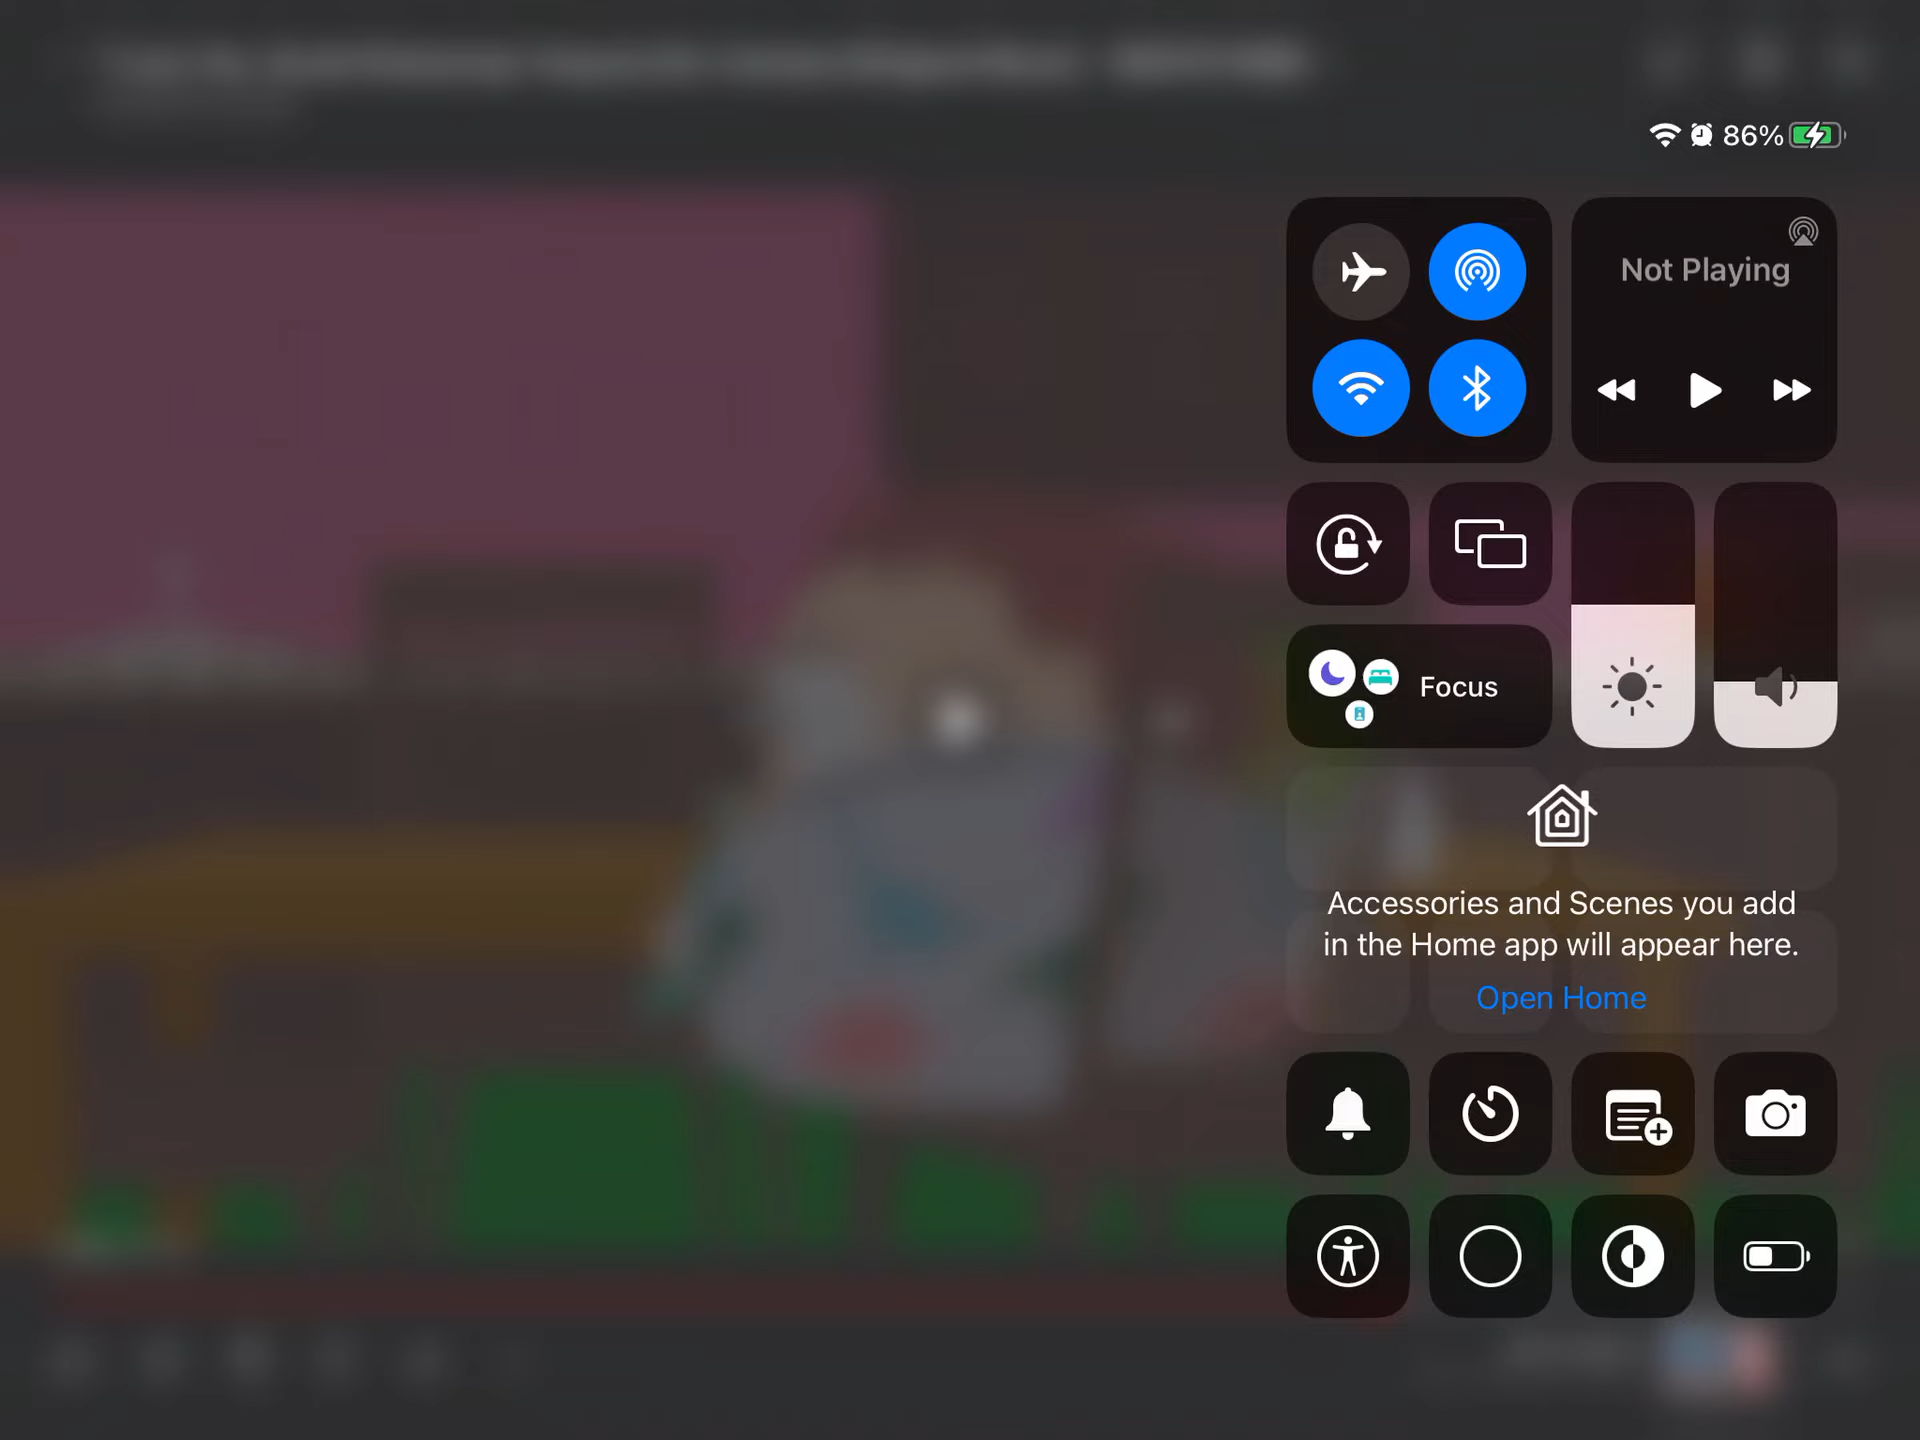 86%
Not Playing
Focus
Accessories and Scenes you add
in the Home app will appear here.
Open Home